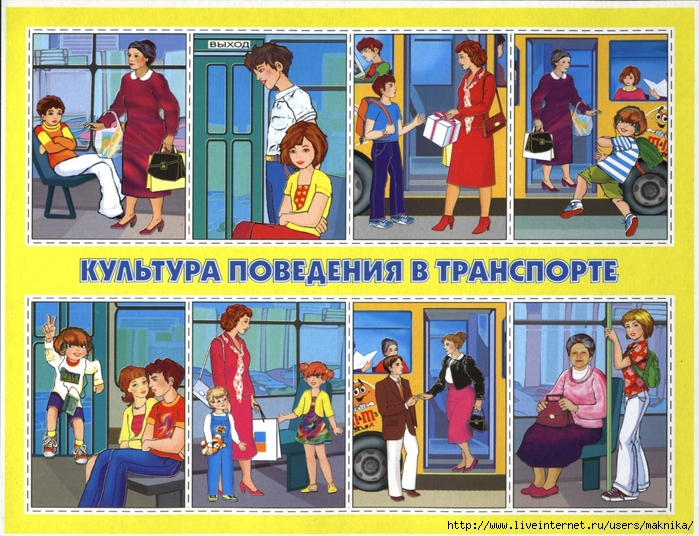 ВЫХОД
КУЛЬТУРА ПОВЕДЕНИЯ В ТРАНСПОРТЕ
http://www.liveinternet.ru/users/maknika/